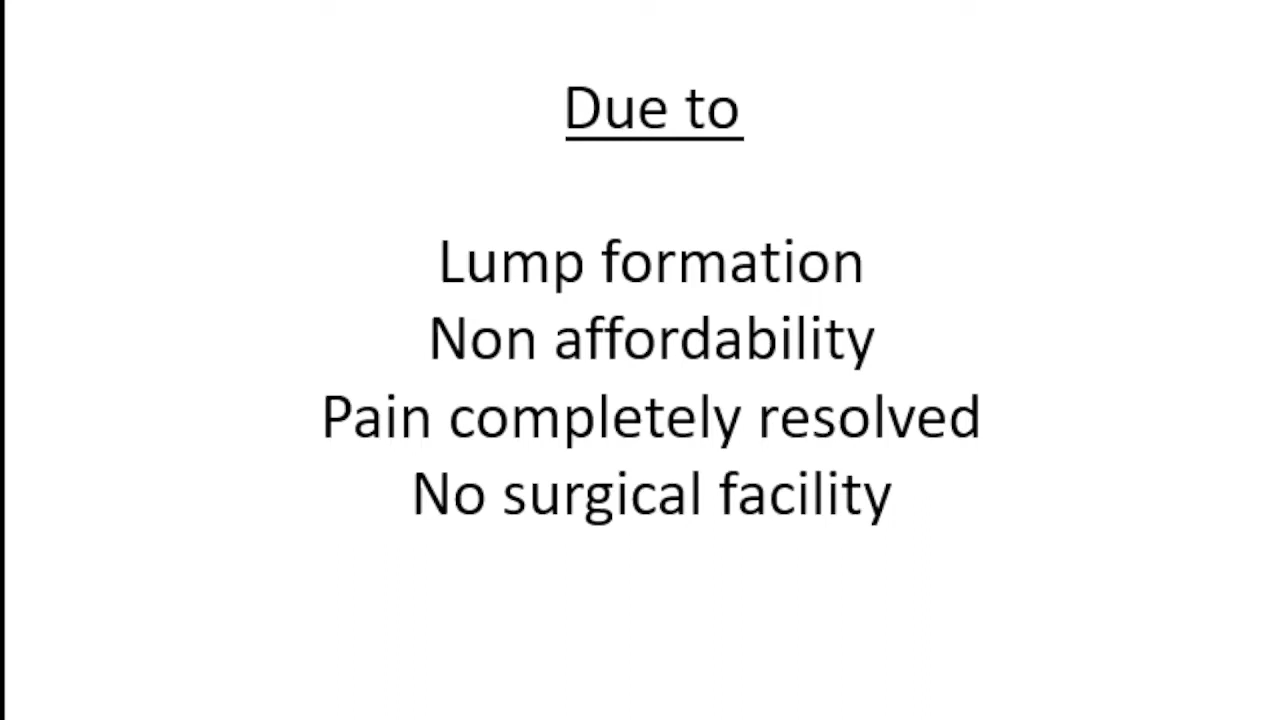 Due to
Lump formation
Non affordability
Pain completely resolved
No surgical facility